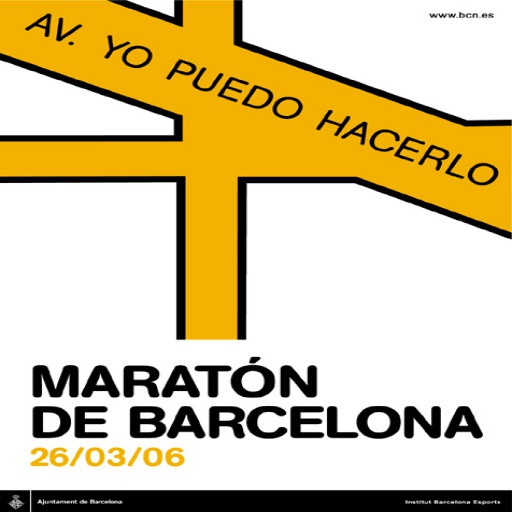 www.bcn.es
AV. YO PUEDO HACERLO
MARATÓN
DE BARCELONA
26/03/06
Ajuntament de Barcelona
Institut Barcelona Esports